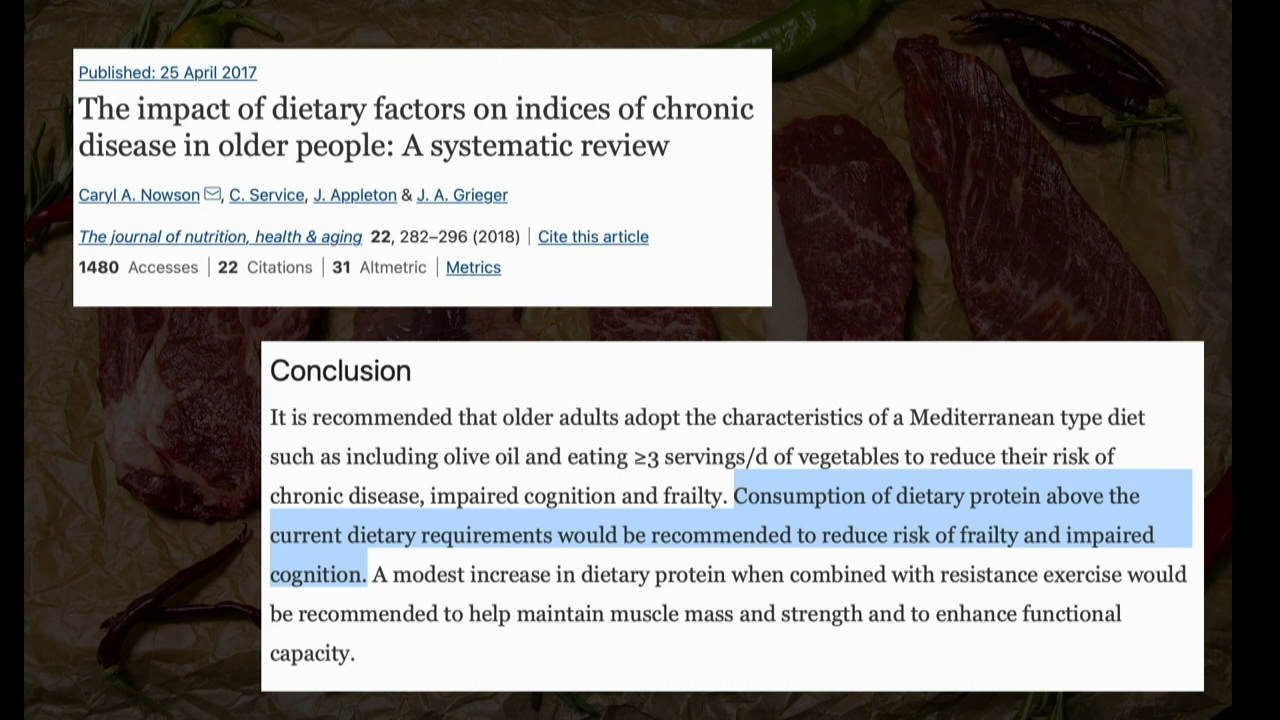 Published: 25 April 2017
The impact of dietary factors on indices of chronic
disease in older people: A systematic review
Caryl A. Nowson, C. Service, J. Appleton & J. A. Grieger
The journal of nutrition, health & aging 22, 282–296 (2018) | Cite this article
1480 Accesses | 22 Citations | 31 Altmetric | Metrics
Conclusion
It is recommended that older adults adopt the characteristics of a Mediterranean type diet
such as including olive oil and eating ≥3 servings/d of vegetables to reduce their risk of
chronic disease, impaired cognition and frailty. Consumption of dietary protein above the
current dietary requirements would be recommended to reduce risk of frailty and impaired
cognition. A modest increase in dietary protein when combined with resistance exercise would
be recommended to help maintain muscle mass and strength and to enhance functional
capacity.